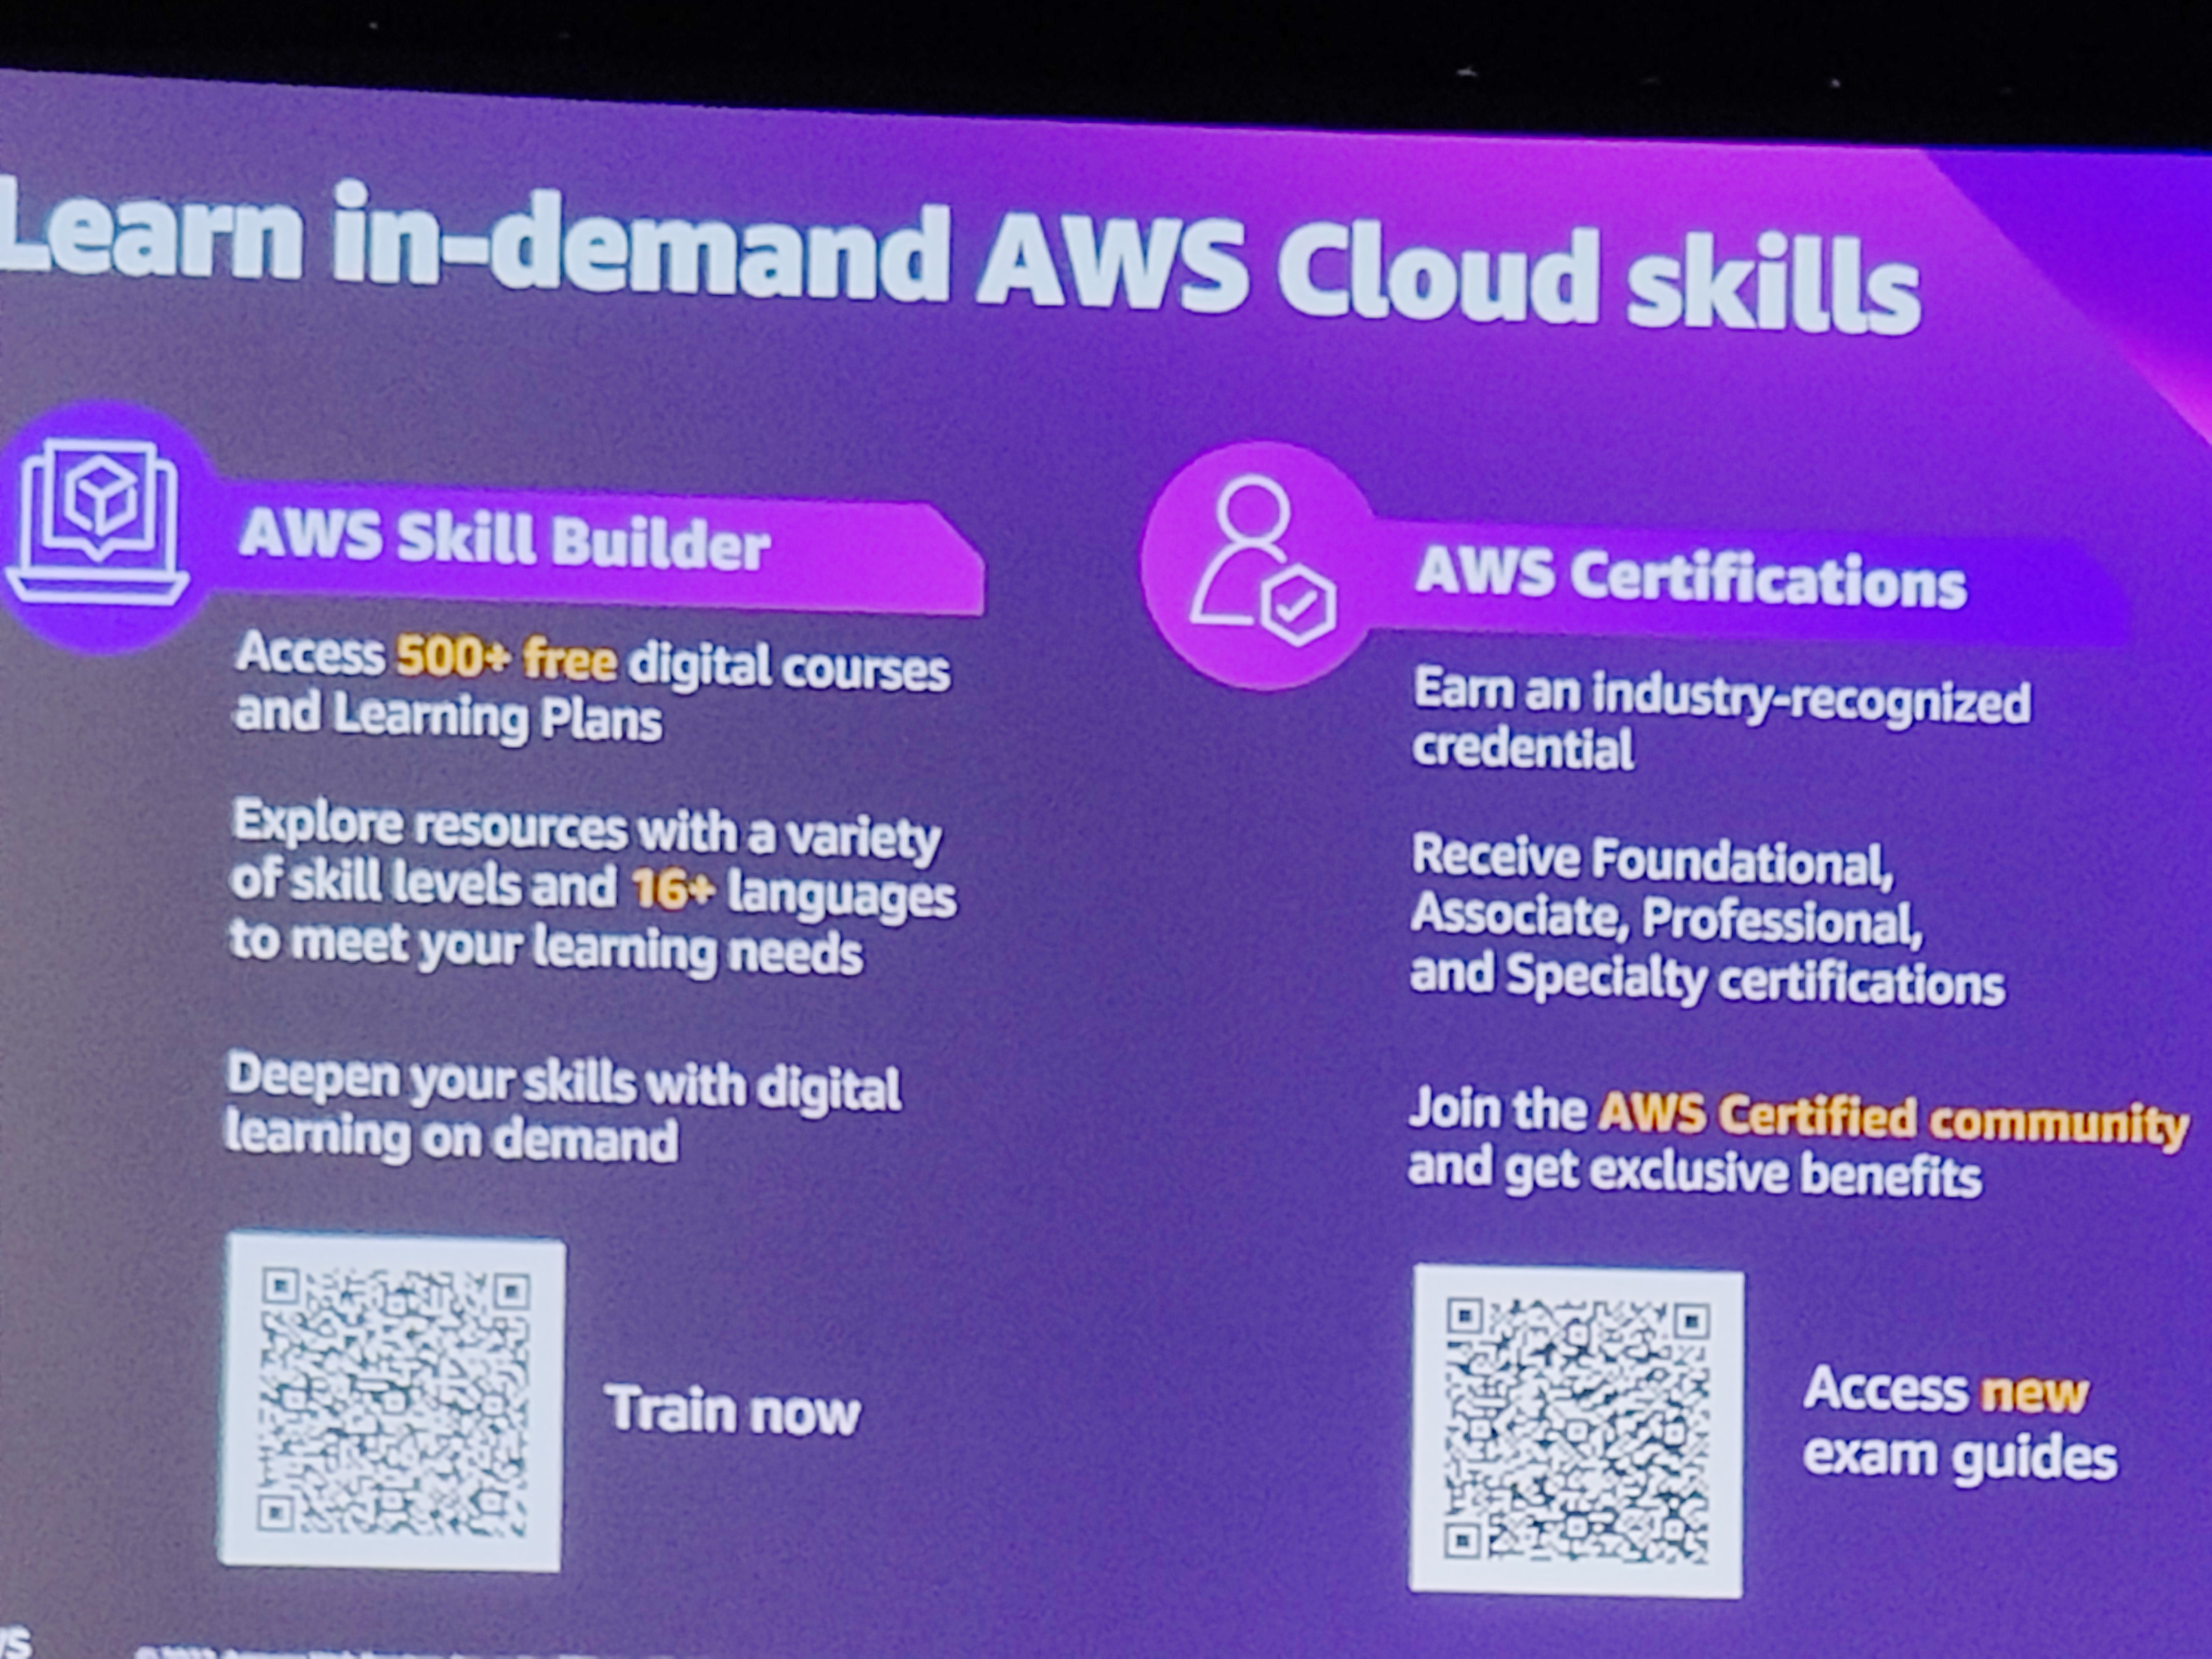 Learn in-demand AWS Cloud skills
AWS Skill Builder
Access 500+ free digital courses
and Learning Plans
Explore resources with a variety
of skill levels and 16+ languages
to meet your learning needs
Deepen your skills with digital
learning on demand
Train now
AWS Certifications
Earn an industry-recognized
credential
Receive Foundational,
Associate, Professional,
and Specialty certifications
Join the AWS Certified community
and get exclusive benefits
Access new
exam guides